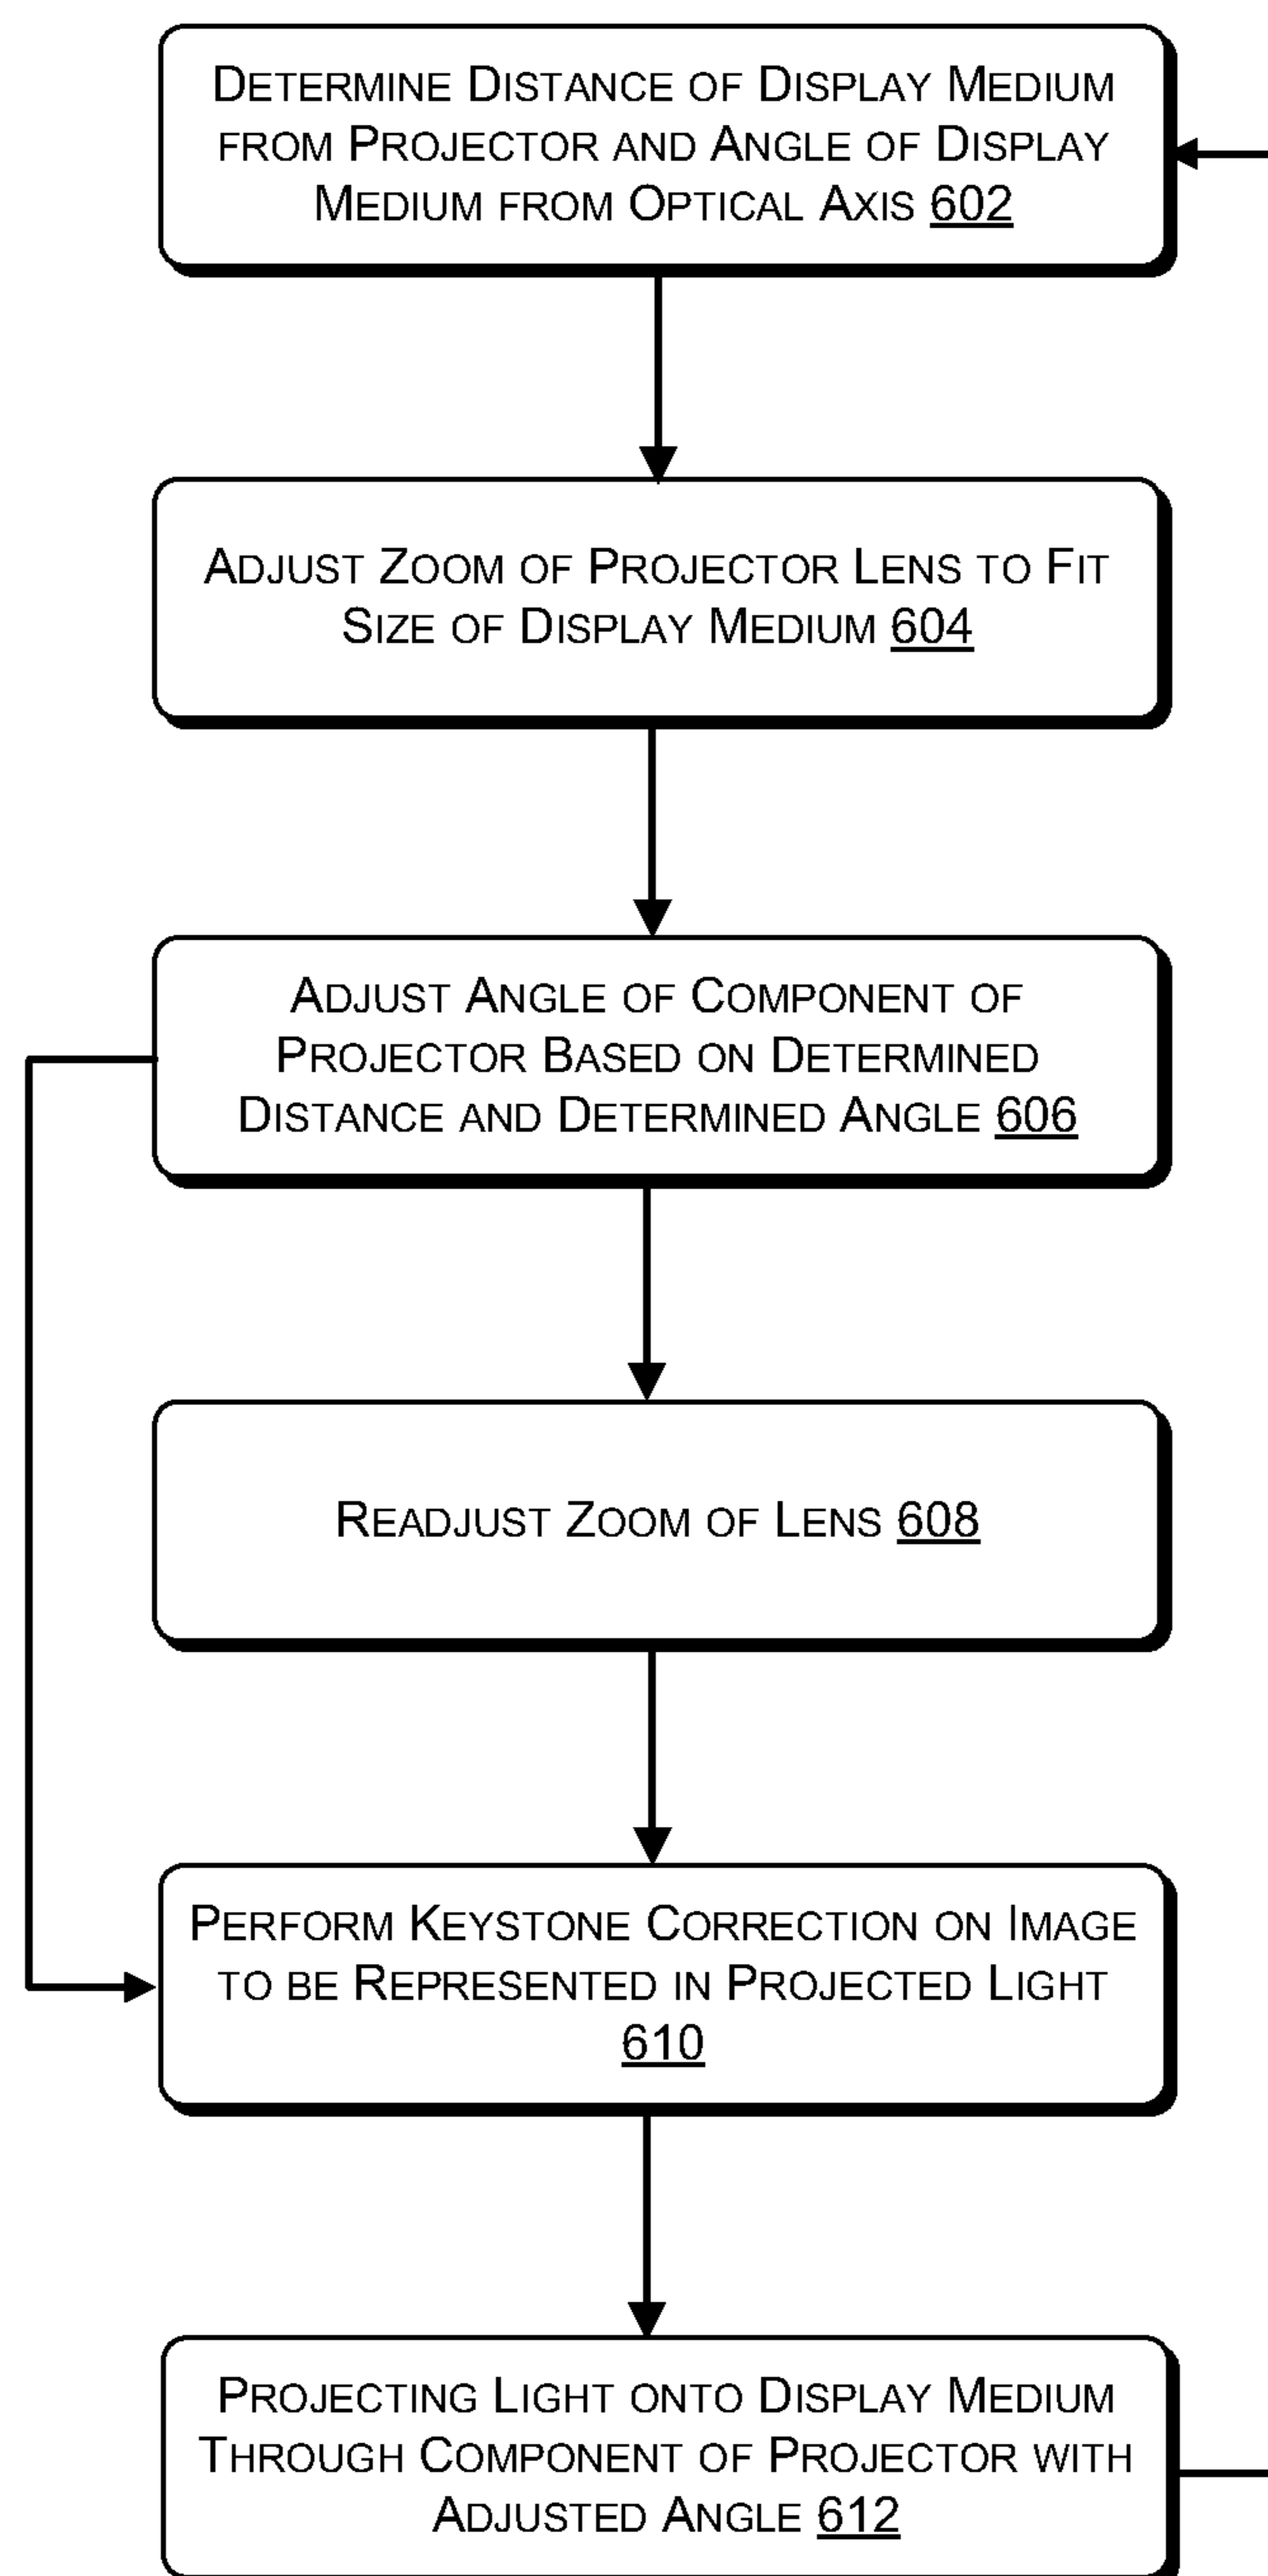 DETERMINE DISTANCE OF DISPLAY MEDIUM
FROM PROJECTOR AND ANGLE OF DISPLAY
MEDIUM FROM OPTICAL AXIS 602
ADJUST ZOOM OF PROJECTOR LENS TO FIT
SIZE OF DISPLAY MEDIUM 604
ADJUST ANGLE OF COMPONENT OF
PROJECTOR BASED ON DETERMINED
DISTANCE AND DETERMINED ANGLE 606
READJUST ZOOM OF LENS 608
PERFORM KEYSTONE CORRECTION ON IMAGE
TO BE REPRESENTED IN PROJECTED LIGHT
610
PROJECTING LIGHT ONTO DISPLAY MEDIUM
THROUGH COMPONENT OF PROJECTOR WITH
ADJUSTED ANGLE 612